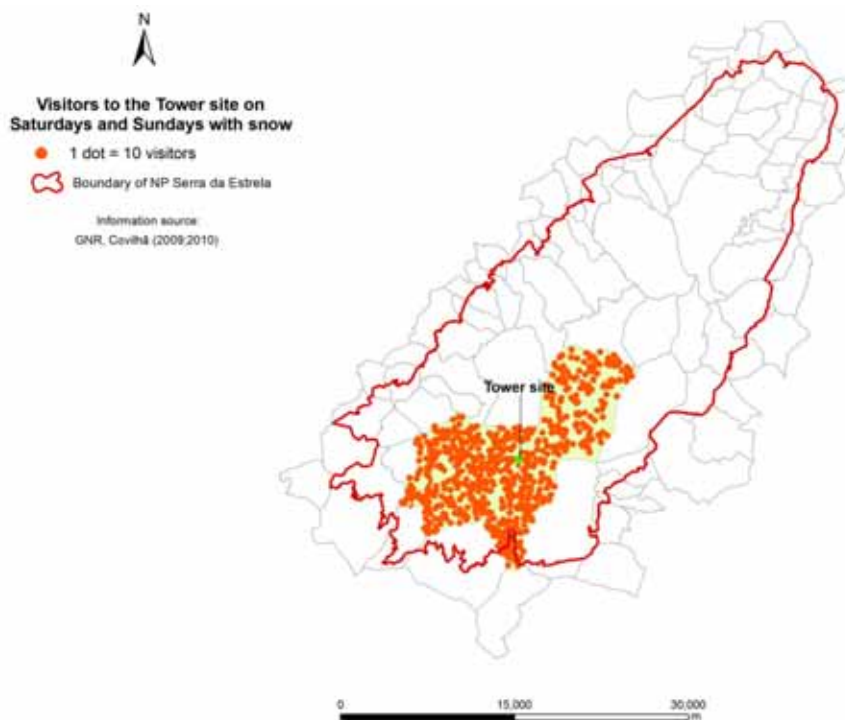 N
Visitors to the Tower site on
Saturdays and Sundays with snow
1 dot = 10 visitors
Boundary of NP Serra da Estrela
Information source:
GNR, Covilhã (2009;2010)
Tower site
0 15,000 30,000
m